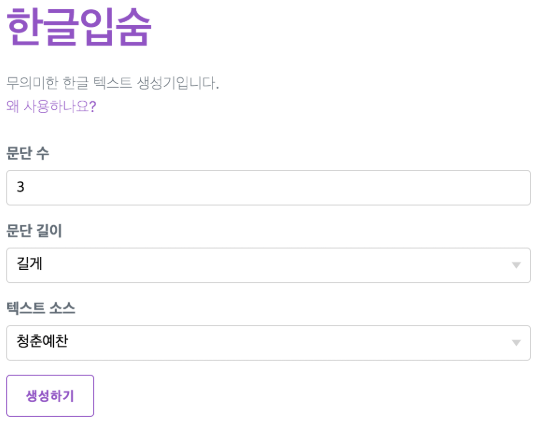 한글입숨
무의미한 한글 텍스트 생성기입니다.
왜 사용하나요?
문단 수
3
문단 길이
길게
텍스트 소스
청춘예찬
생성하기